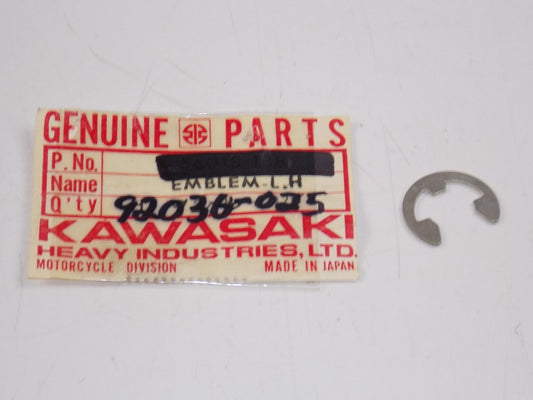 GENUINE PARTS
P. No.
Name EMBLEM-L.H
Q'ty 92036-025
KAWASAKI
HEAVY INDUSTRIES, LTD.
MOTORCYCLE DIVISION MADE IN JAPAN